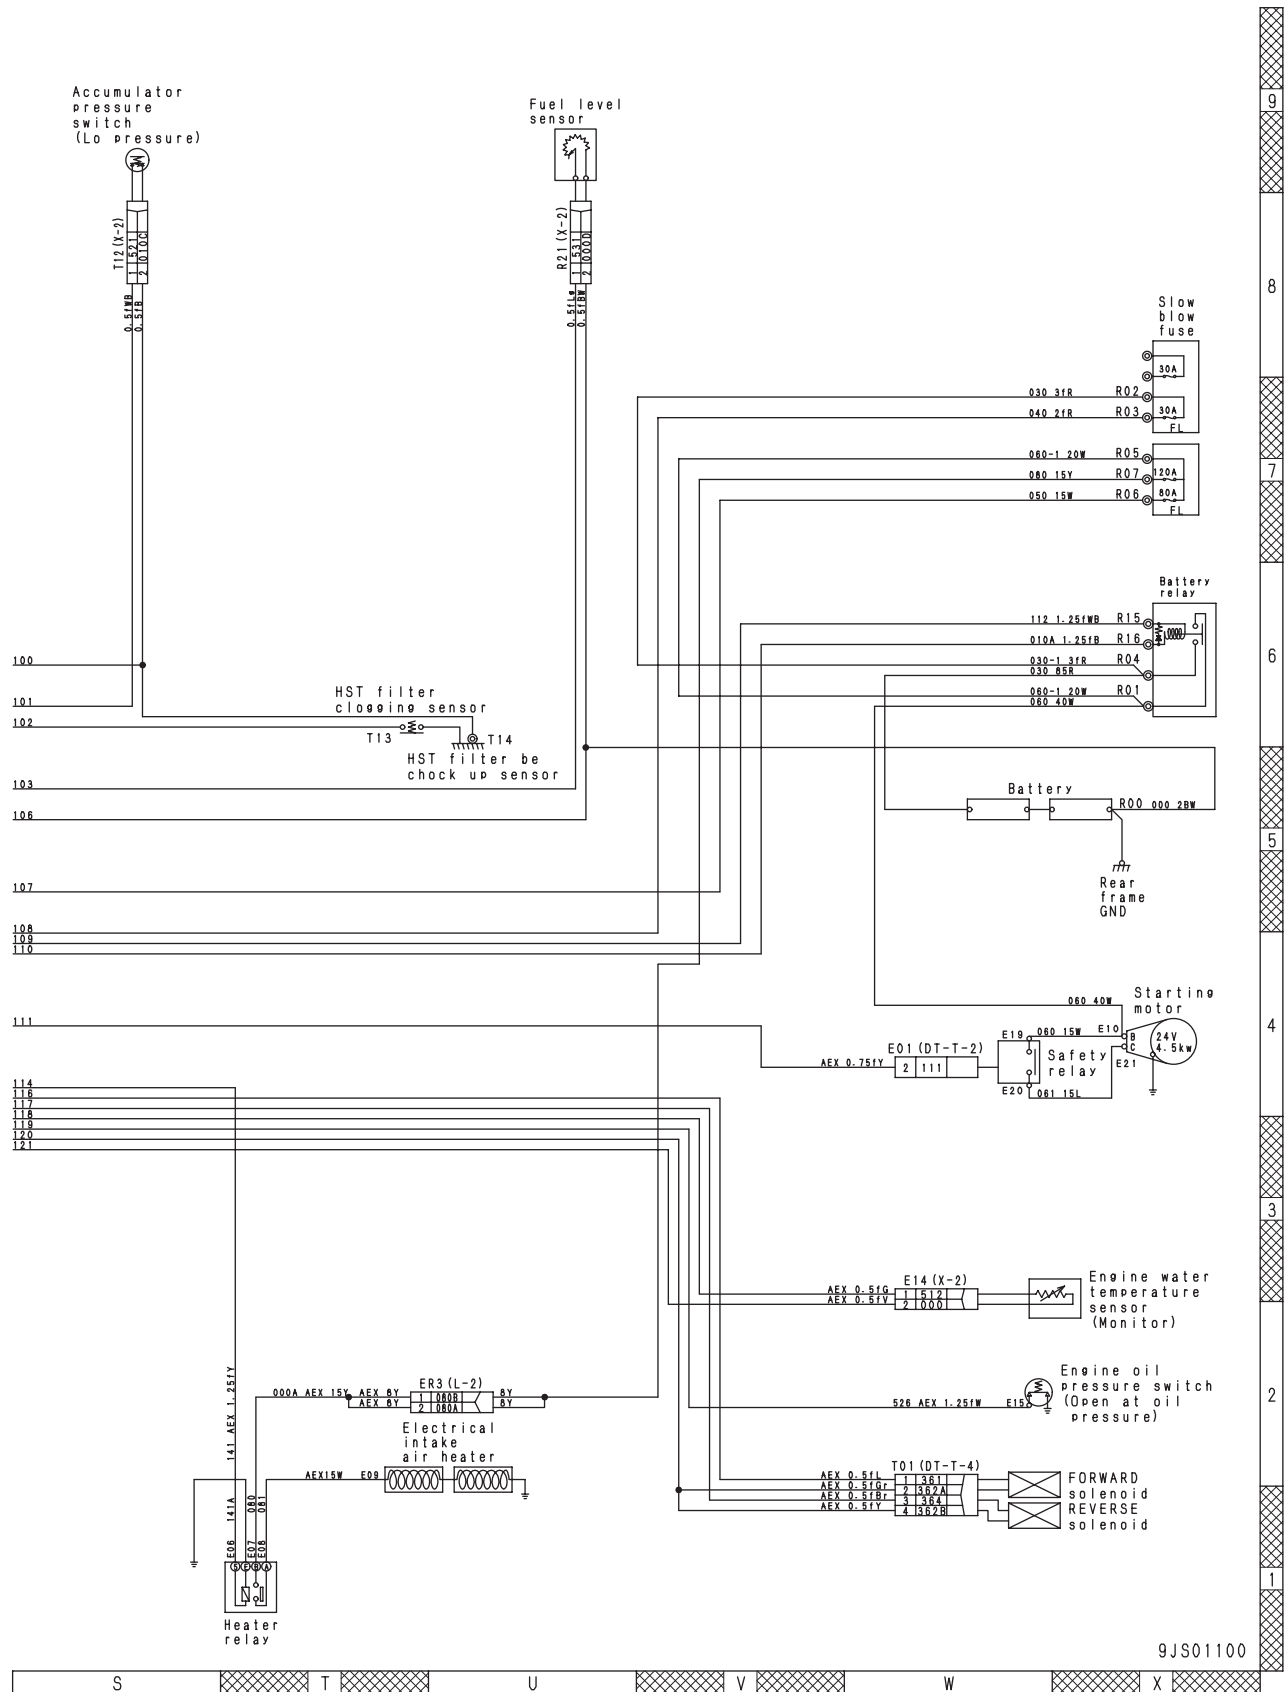 Accumulator
pressure
switch
(Lo pressure)
Fuel level
sensor
T12(X-2)
1 521
2 010C
0.5fWB
0.5fB
R21(X-2)
1 531
2 000D
0.5fLg
0.5fBW
Slow
blow
fuse
30A
030 3fR R02
040 2fR R03
30A
FL
060-1 20W R05
080 15Y R07
120A
050 15W R06
80A
FL
Battery
relay
112 1.25fWB R15
010A 1.25fB R16
030-1 3fR R04
030 85R
060-1 20W R01
060 40W
100
101
102
HST filter
clogging sensor
T13
T14
HST filter be
chock up sensor
103
106
Battery
R00 000 2BW
Rear
frame
GND
107
108
109
110
060 40W
Starting
motor
111
E01(DT-T-2)
AEX 0.75fY
2 111
E19 060 15W E10
B
C
24V
4.5kw
Safety
relay
E21
E20 061 15L
114
116
117
118
119
120
121
E14(X-2)
AEX 0.5fG
AEX 0.5fV
1 512
2 000
Engine water
temperature
sensor
(Monitor)
Engine oil
pressure switch
(Open at oil
pressure)
526 AEX 1.25fW E15
141 AEX 1.25fY
ER3(L-2)
000A AEX 15Y AEX 8Y 1 080B 8Y
AEX 8Y 2 080A 8Y
Electrical
intake
air heater
AEX15W E09
T01(DT-T-4)
AEX 0.5fL 1 361
AEX 0.5fGr 2 362A
AEX 0.5fBr 3 364
AEX 0.5fY 4 362B
FORWARD
solenoid
REVERSE
solenoid
E06 141A
E07 080
E08 081
S E B A
Heater
relay
9JS01100
9
8
7
6
5
4
3
2
1
S T U V W X